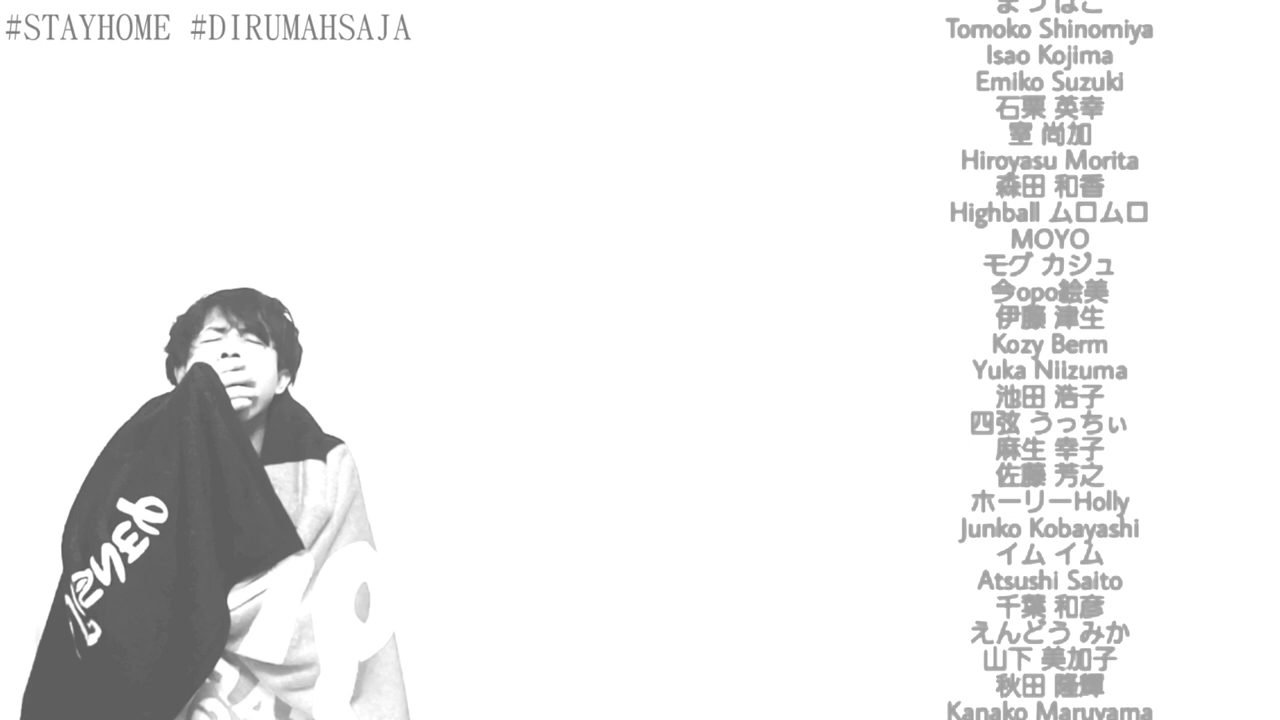 #STAYHOME #DIRUMAHSAJA
まつ ばこ
Tomoko Shinomiya
Isao Kojima
Emiko Suzuki
石栗 英幸
室 尚加
Hiroyasu Morita
森田 和香
Highball ムロムロ
MOYO
モグ カジュ
今opo絵美
伊藤 津生
Kozy Berm
Yuka Niizuma
池田 浩子
四弦 うっちぃ
麻生 幸子
佐藤 芳之
ホーリーHolly
Junko Kobayashi
イム イム
Atsushi Saito
千葉 和彦
えんどう みか
山下 美加子
秋田 隆輝
Kanako Maruyama